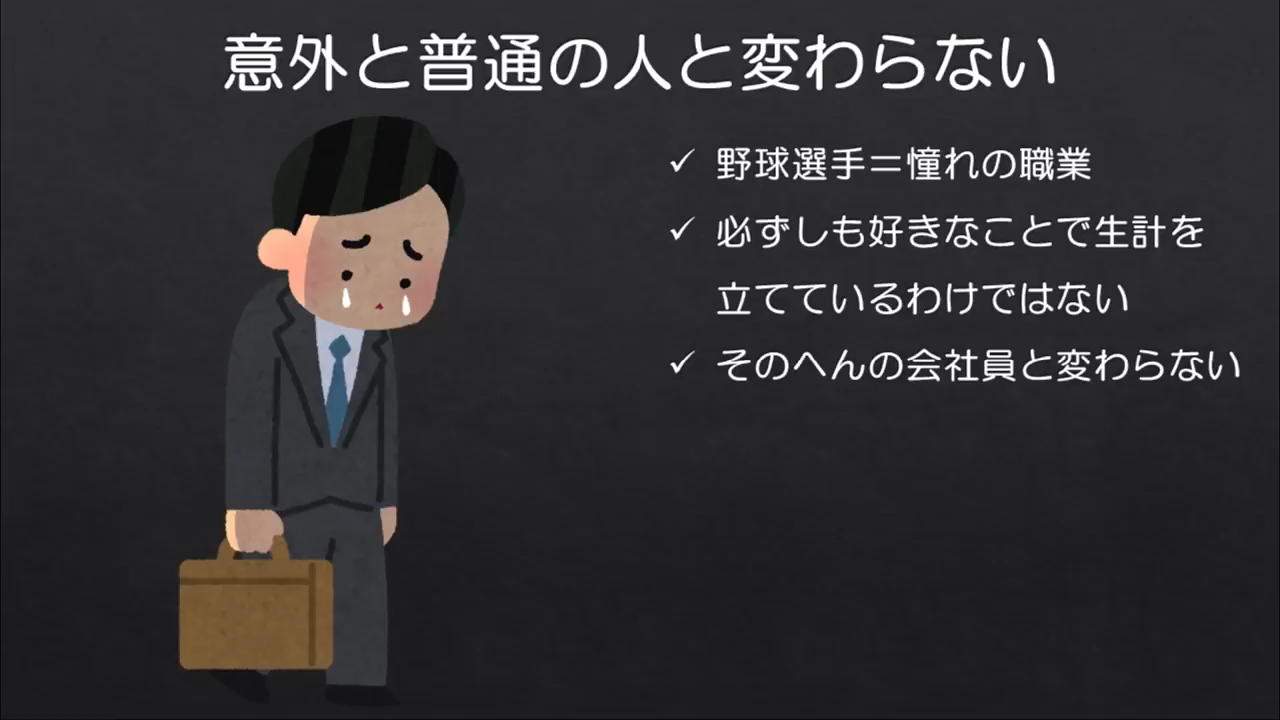 意外と普通の人と変わらない
✓ 野球選手＝憧れの職業
✓ 必ずしも好きなことで生計を
立てているわけではない
✓ そのへんの会社員と変わらない